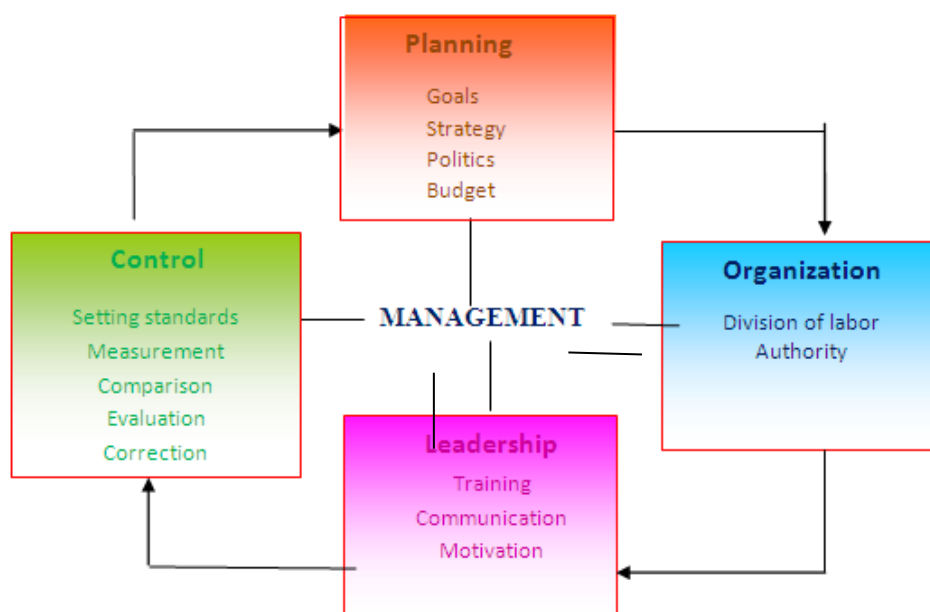 Planning
Goals
Strategy
Politics
Budget
Control
Setting standards
Measurement
Comparison
Evaluation
Correction
MANAGEMENT
Organization
Division of labor
Authority
Leadership
Training
Communication
Motivation